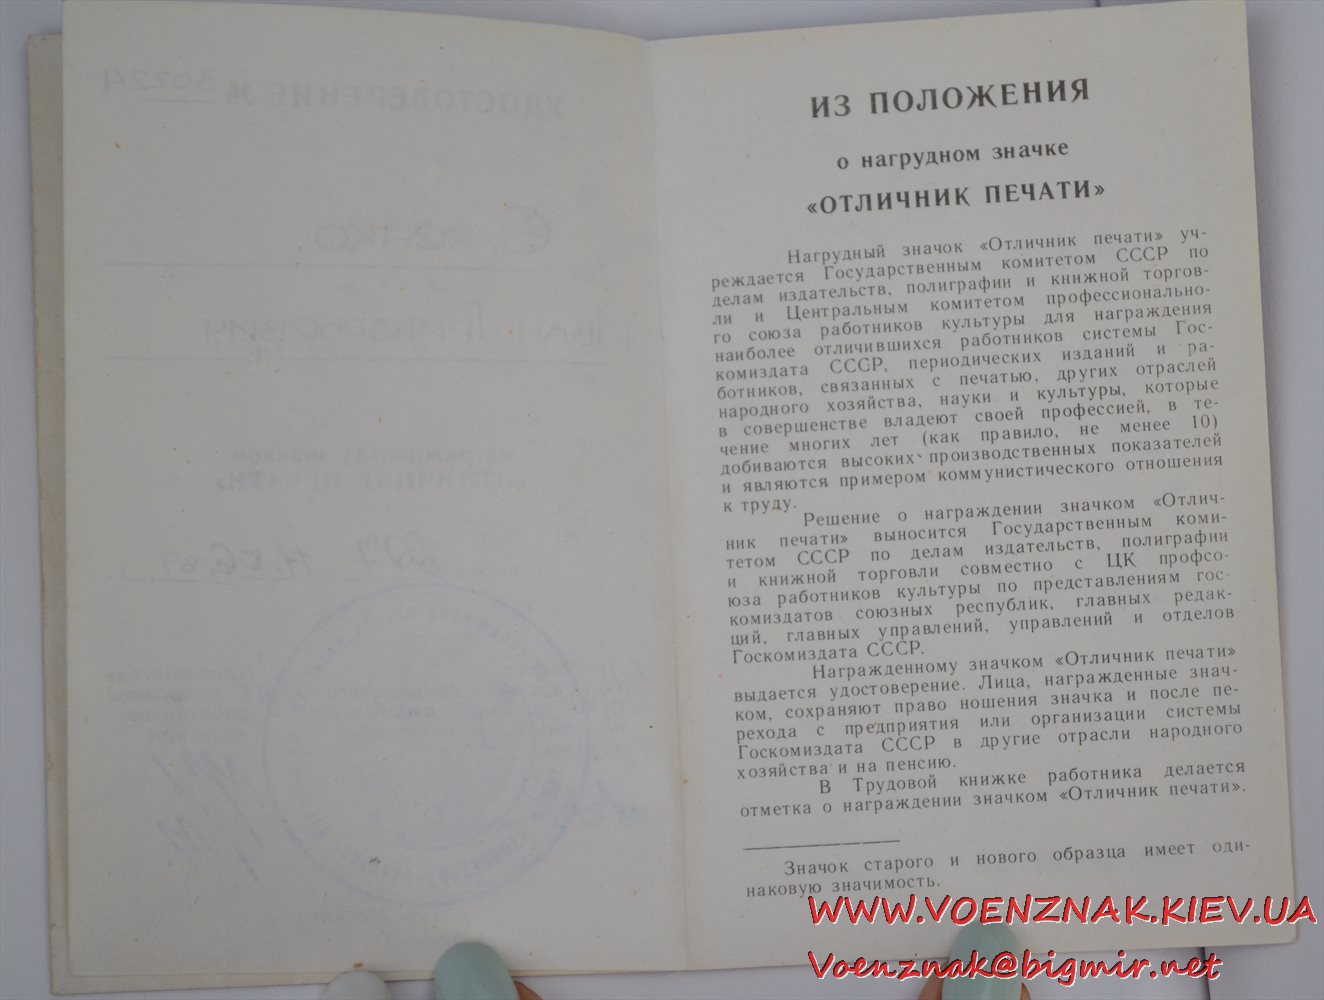 ИЗ ПОЛОЖЕНИЯ
о нагрудном значке
«ОТЛИЧНИК ПЕЧАТИ»
Нагрудный значок «Отличник печати» уч-
реждается Государственным комитетом СССР по
делам издательств, полиграфии и книжной торгов-
ли и Центральным комитетом профессионально-
го союза работников культуры для награждения
наиболее отличившихся работников системы Гос-
комиздата СССР, периодических изданий и ра-
ботников, связанных с печатью, других отраслей
народного хозяйства, науки и культуры, которые
в совершенстве владеют своей профессией, в те-
чение многих лет (как правило, не менее 10)
добиваются высоких производственных показателей
и являются примером коммунистического отношения
к труду.
Решение о награждении значком «Отлич-
ник печати» выносится Государственным коми-
тетом СССР по делам издательств, полиграфии
и книжной торговли совместно с ЦК профсо-
юза работников культуры по представлениям гос-
комиздатов союзных республик, главных редак-
ций, главных управлений, управлений и отделов
Госкомиздата СССР.
Награжденному значком «Отличник печати»
выдается удостоверение. Лица, награжденные знач-
ком, сохраняют право ношения значка и после пе-
рехода с предприятия или организации системы
Госкомиздата СССР в другие отрасли народного
хозяйства и на пенсию.
В Трудовой книжке работника делается
отметка о награждении значком «Отличник печати».
Значок старого и нового образца имеет оди-
наковую значимость.
WWW.VOENZNAK.KIEV.UA
Voenznak@bigmir.net
УДОСТОВЕРЕНИЕ №